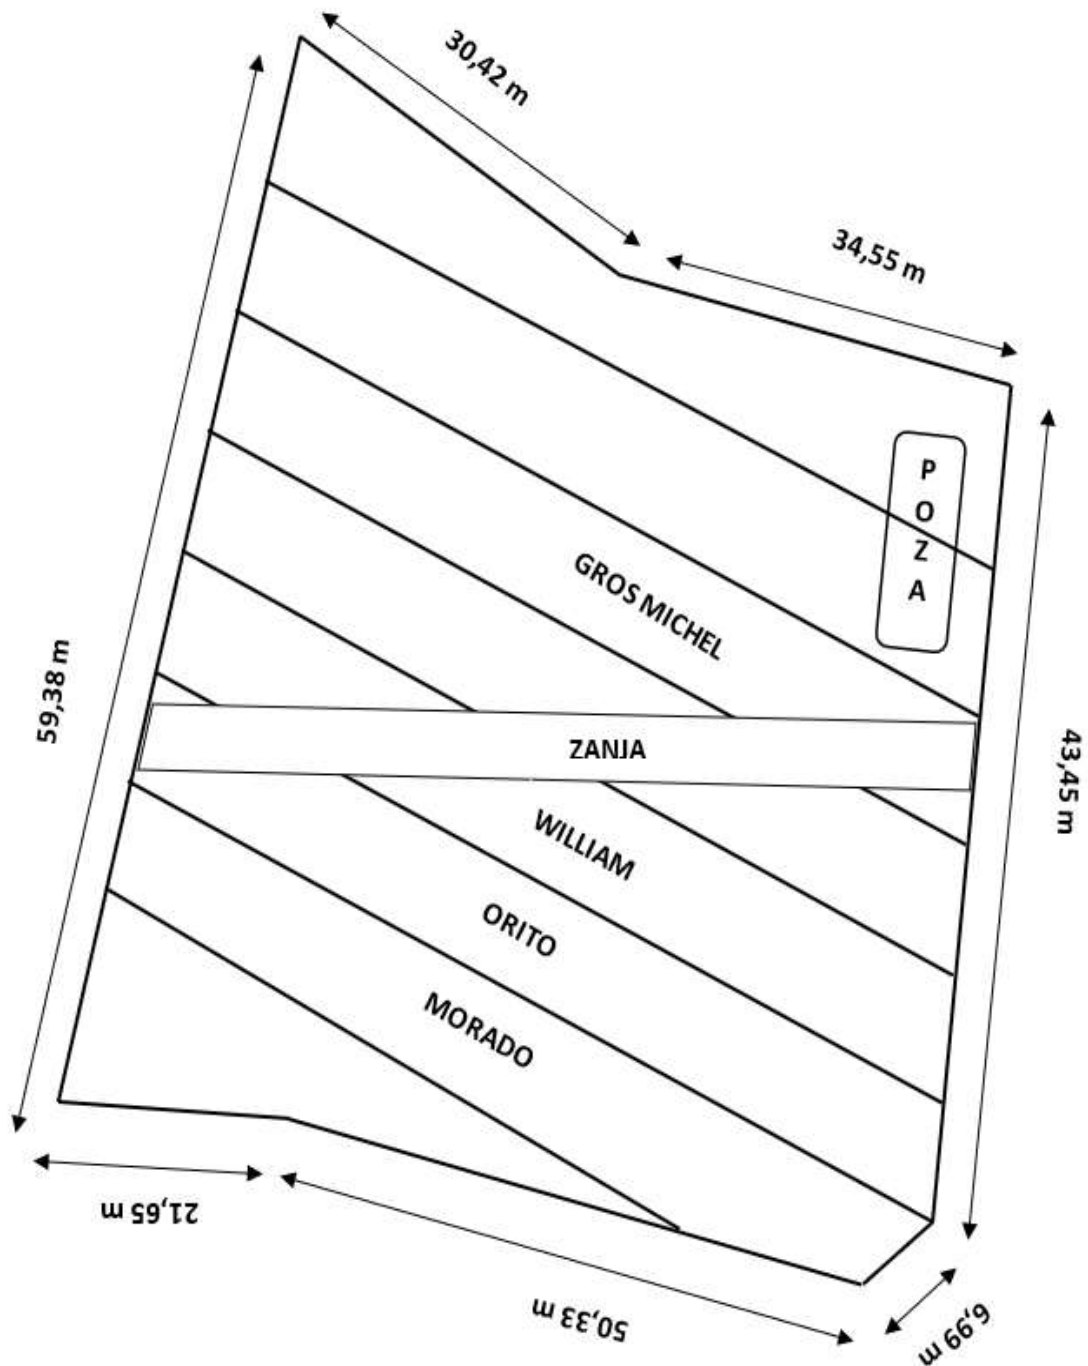 30,42 m
34,55 m
P
O
Z
A
GROS MICHEL
59,38 m
ZANJA
43,45 m
WILLIAM
ORITO
MORADO
21,65 m
50,33 m
6,99 m